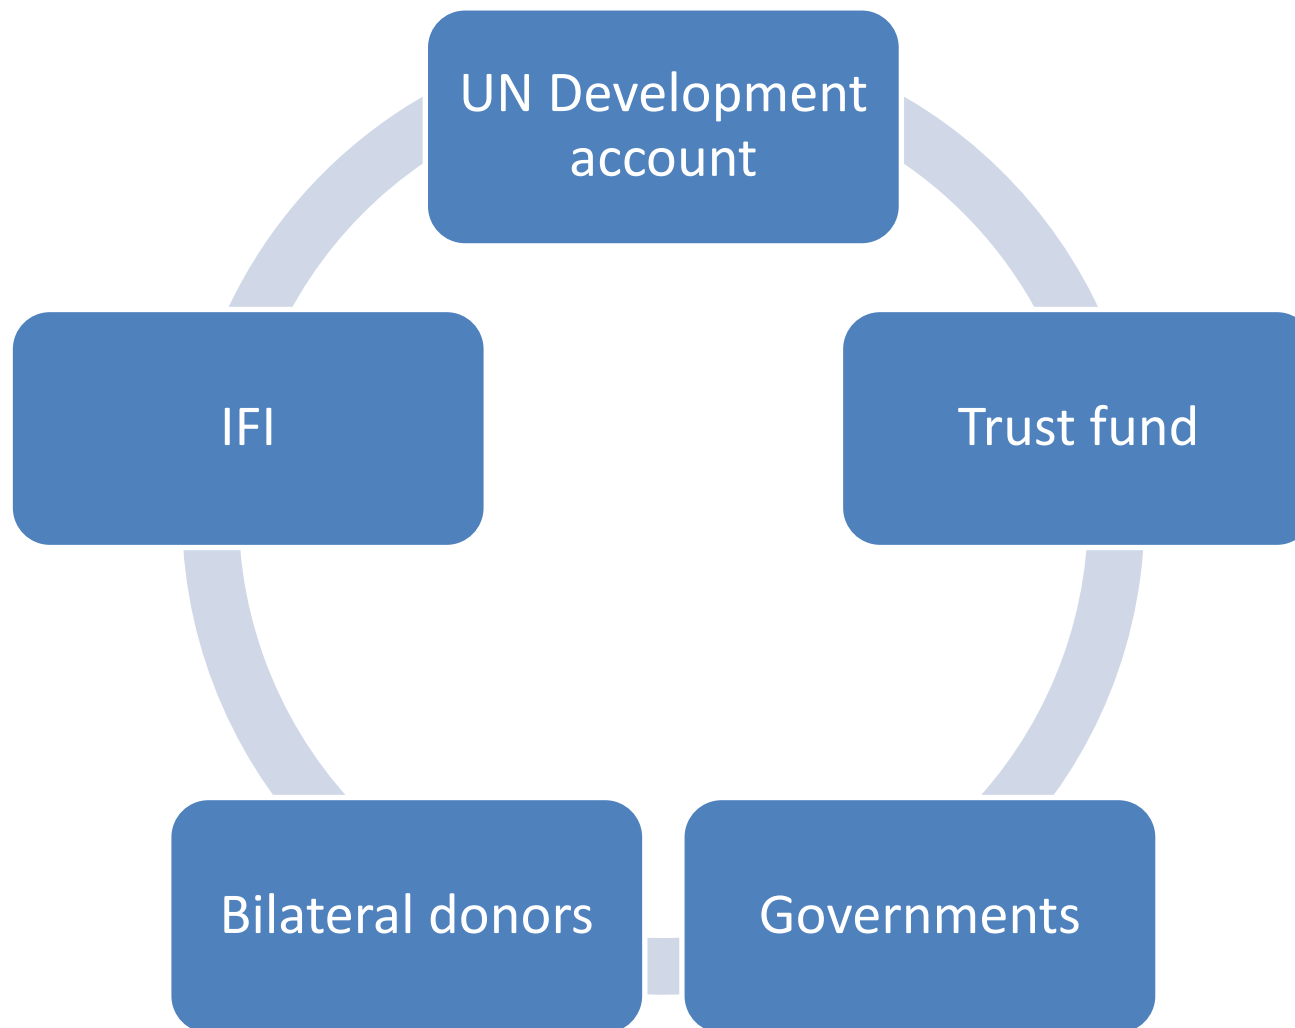 UN Development
account
IFI
Trust fund
Bilateral donors
Governments